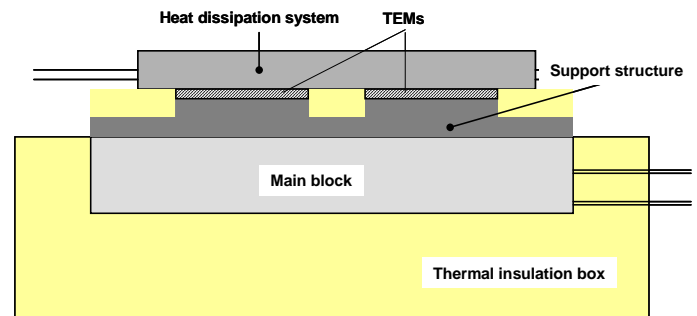 Heat dissipation system
TEMs
Support structure
Main block
Thermal insulation box